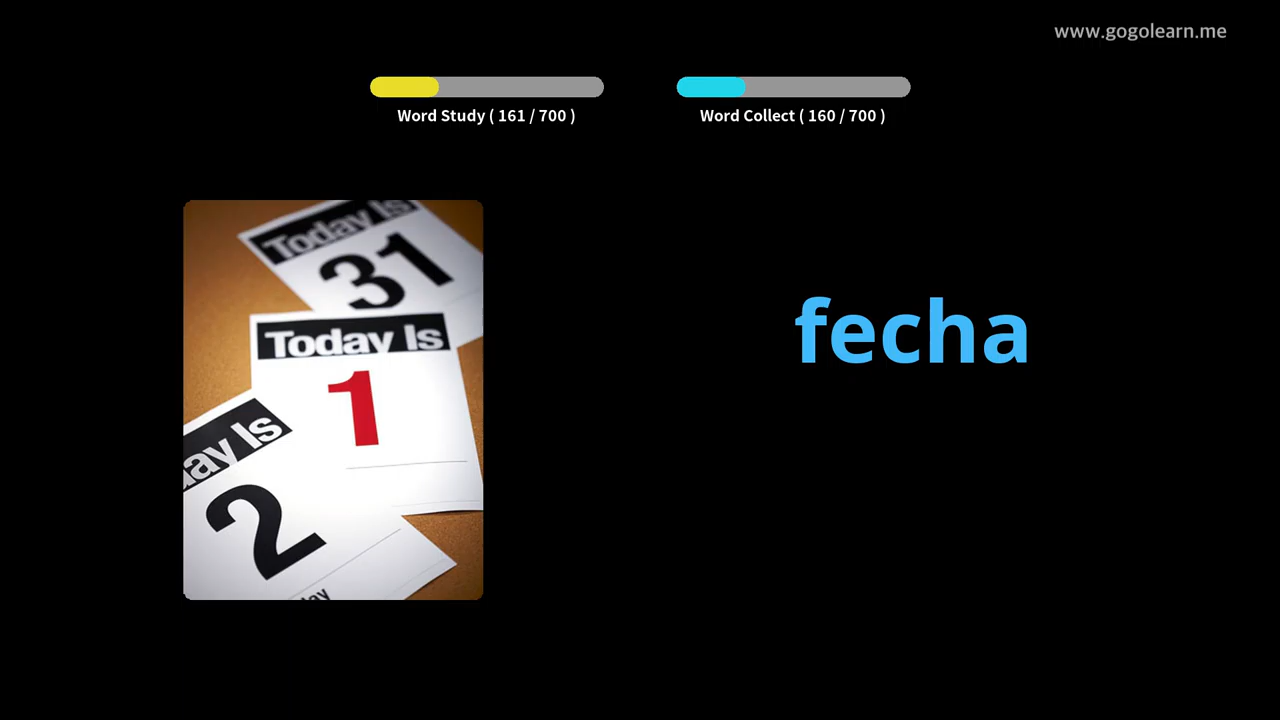 www.gogolearn.me
Word Study ( 161 / 700 )
Word Collect ( 160 / 700 )
Today Is
31
Today Is
1
ay Is
2
fecha